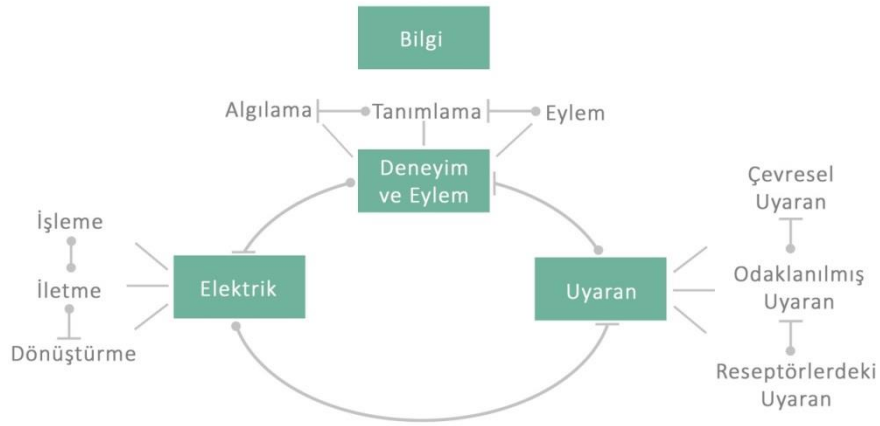 Bilgi
Algılama
Tanımlama
Eylem
Deneyim
ve Eylem
Çevresel
Uyaran
İşleme
İletme
Elektrik
Uyaran
Odaklanılmış
Uyaran
Dönüştürme
Reseptörlerdeki
Uyaran